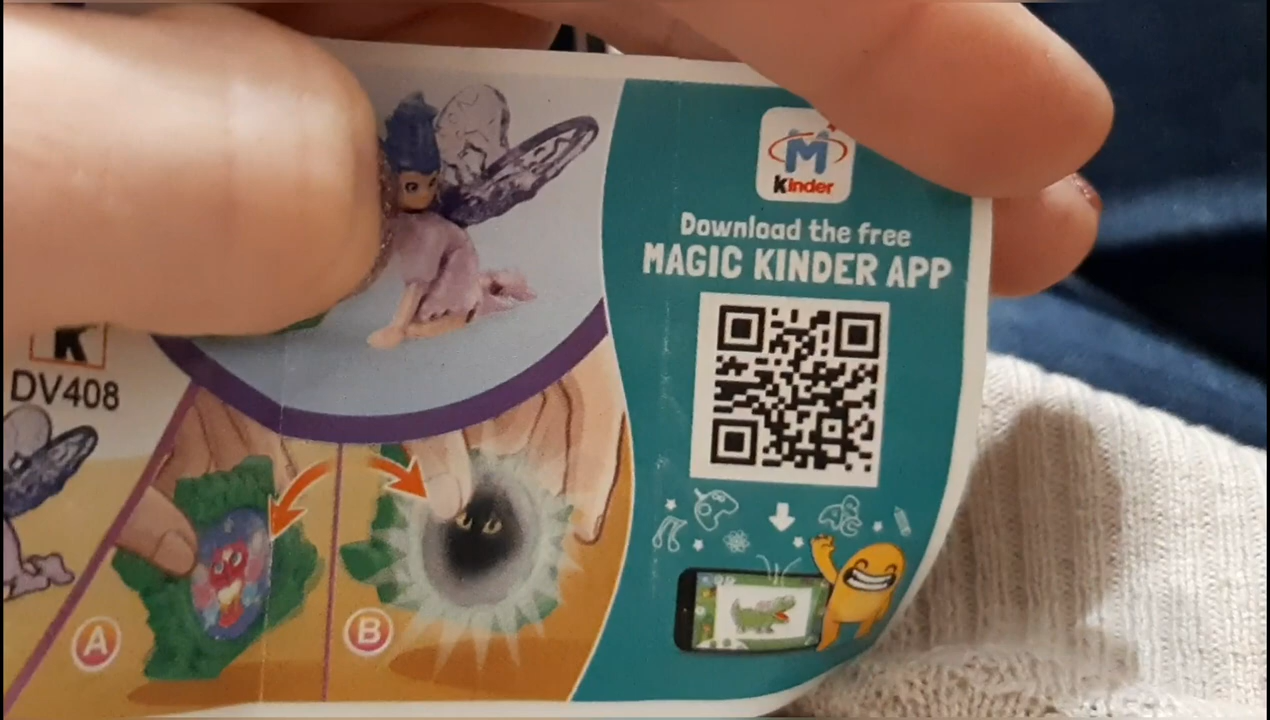 M
Kinder
Download the free
MAGIC KINDER APP
K
DV408
A
B